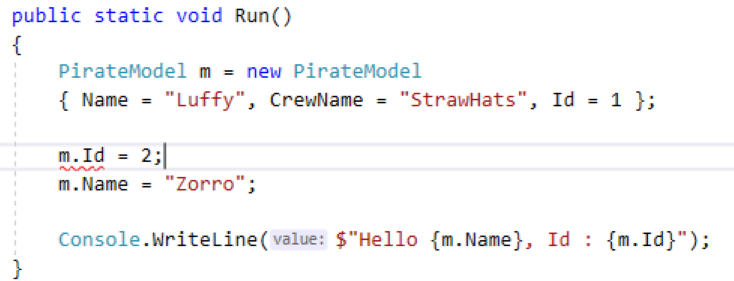 public static void Run()
{
PirateModel m = new PirateModel
{ Name = "Luffy", CrewName = "StrawHats", Id = 1 };
m.Id = 2;
m.Name = "Zorro";
Console.WriteLine(value: $"Hello {m.Name}, Id : {m.Id}");
}